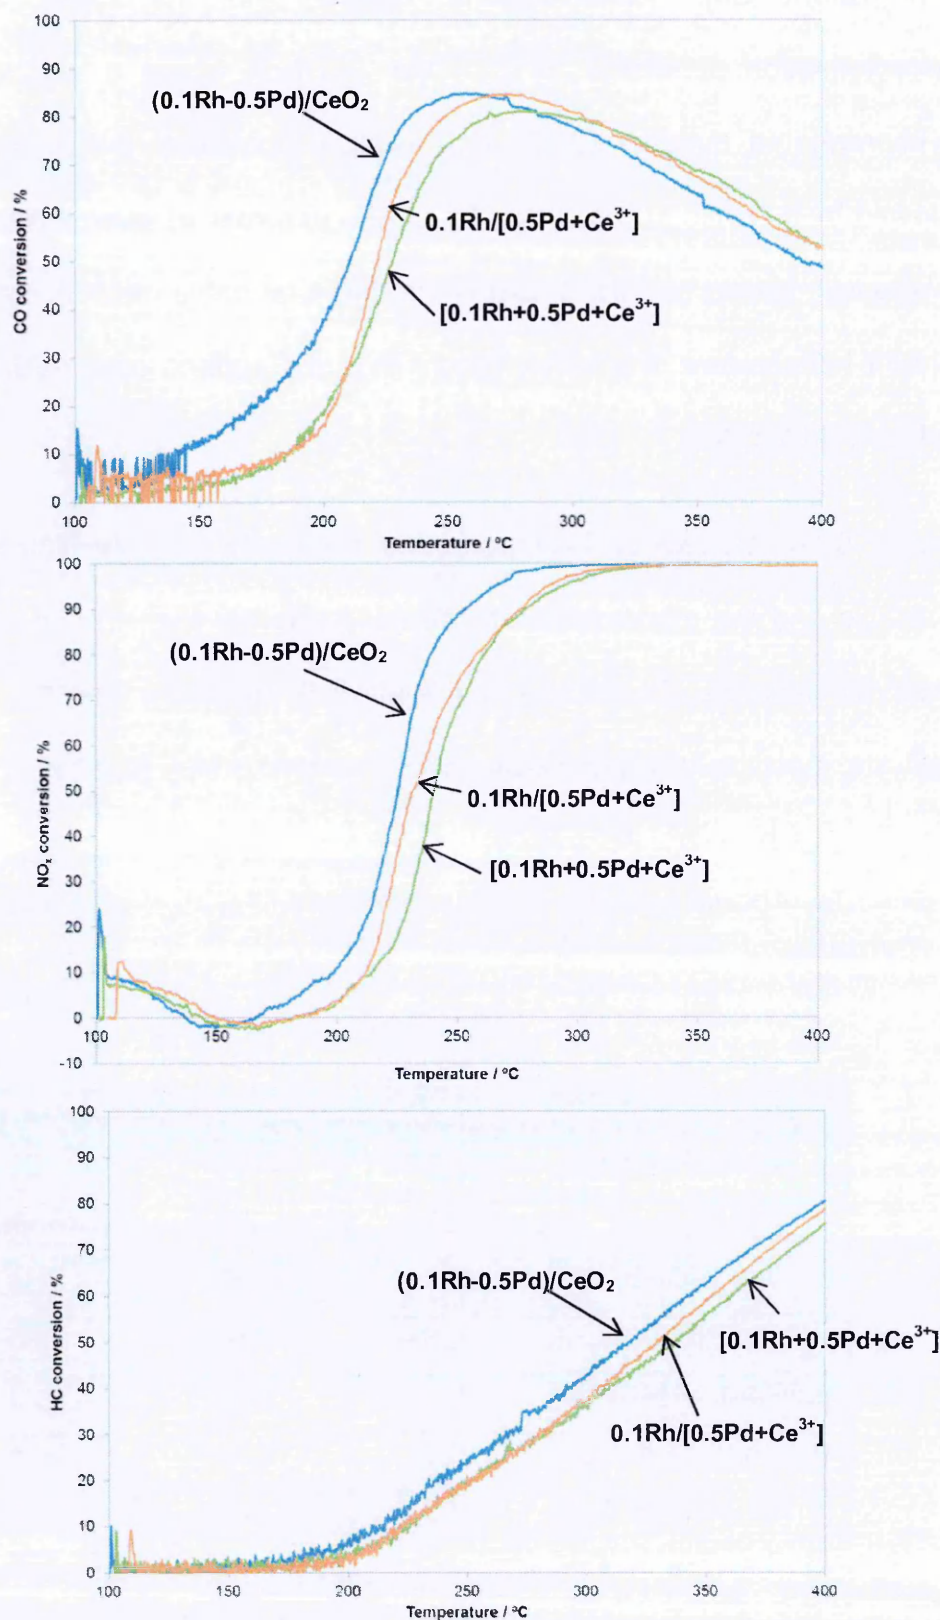 100
90
80
70
60
50
40
30
20
10
0
CO conversion / %
(0.1Rh-0.5Pd)/CeO₂
0.1Rh/[0.5Pd+Ce³⁺]
[0.1Rh+0.5Pd+Ce³⁺]
100 150 200 250 300 350 400
Temperature / ºC
100
90
80
70
60
50
40
30
20
10
0
-10
NOₓ conversion / %
(0.1Rh-0.5Pd)/CeO₂
0.1Rh/[0.5Pd+Ce³⁺]
[0.1Rh+0.5Pd+Ce³⁺]
100 150 200 250 300 350 400
Temperature / ºC
100
90
80
70
60
50
40
30
20
10
0
HC conversion / %
(0.1Rh-0.5Pd)/CeO₂
[0.1Rh+0.5Pd+Ce³⁺]
0.1Rh/[0.5Pd+Ce³⁺]
100 150 200 250 300 350 400
Temperature / ºC